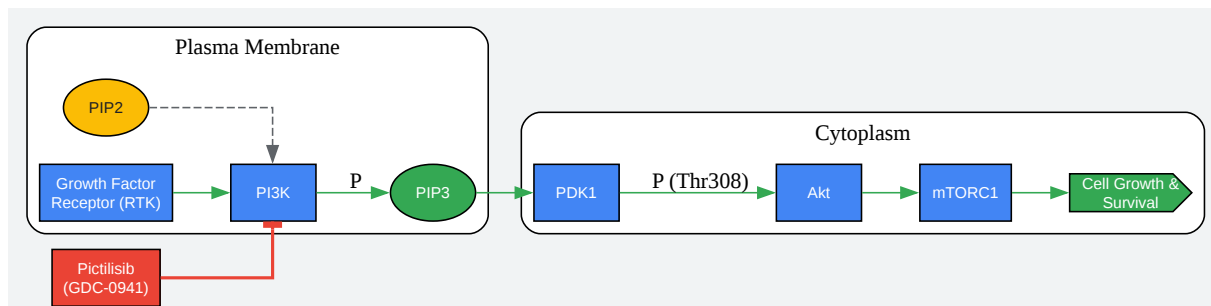 Plasma Membrane
PIP2
Growth Factor
Receptor (RTK)
PI3K
P
PIP3
Pictilisib
(GDC-0941)
Cytoplasm
PDK1
P (Thr308)
Akt
mTORC1
Cell Growth &
Survival